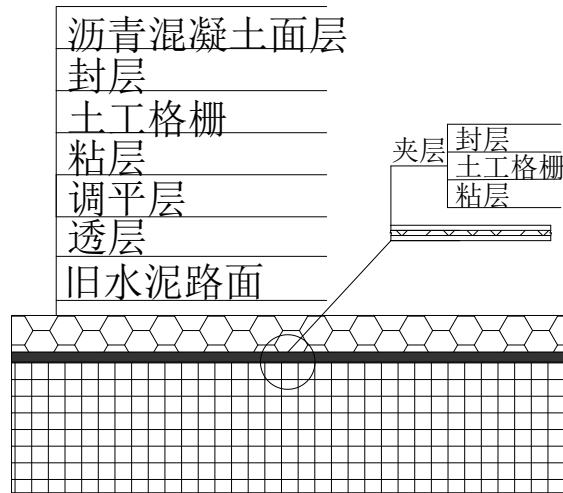 沥青混凝土面层
封层
土工格栅
粘层
调平层
透层
旧水泥路面
夹层
封层
土工格栅
粘层